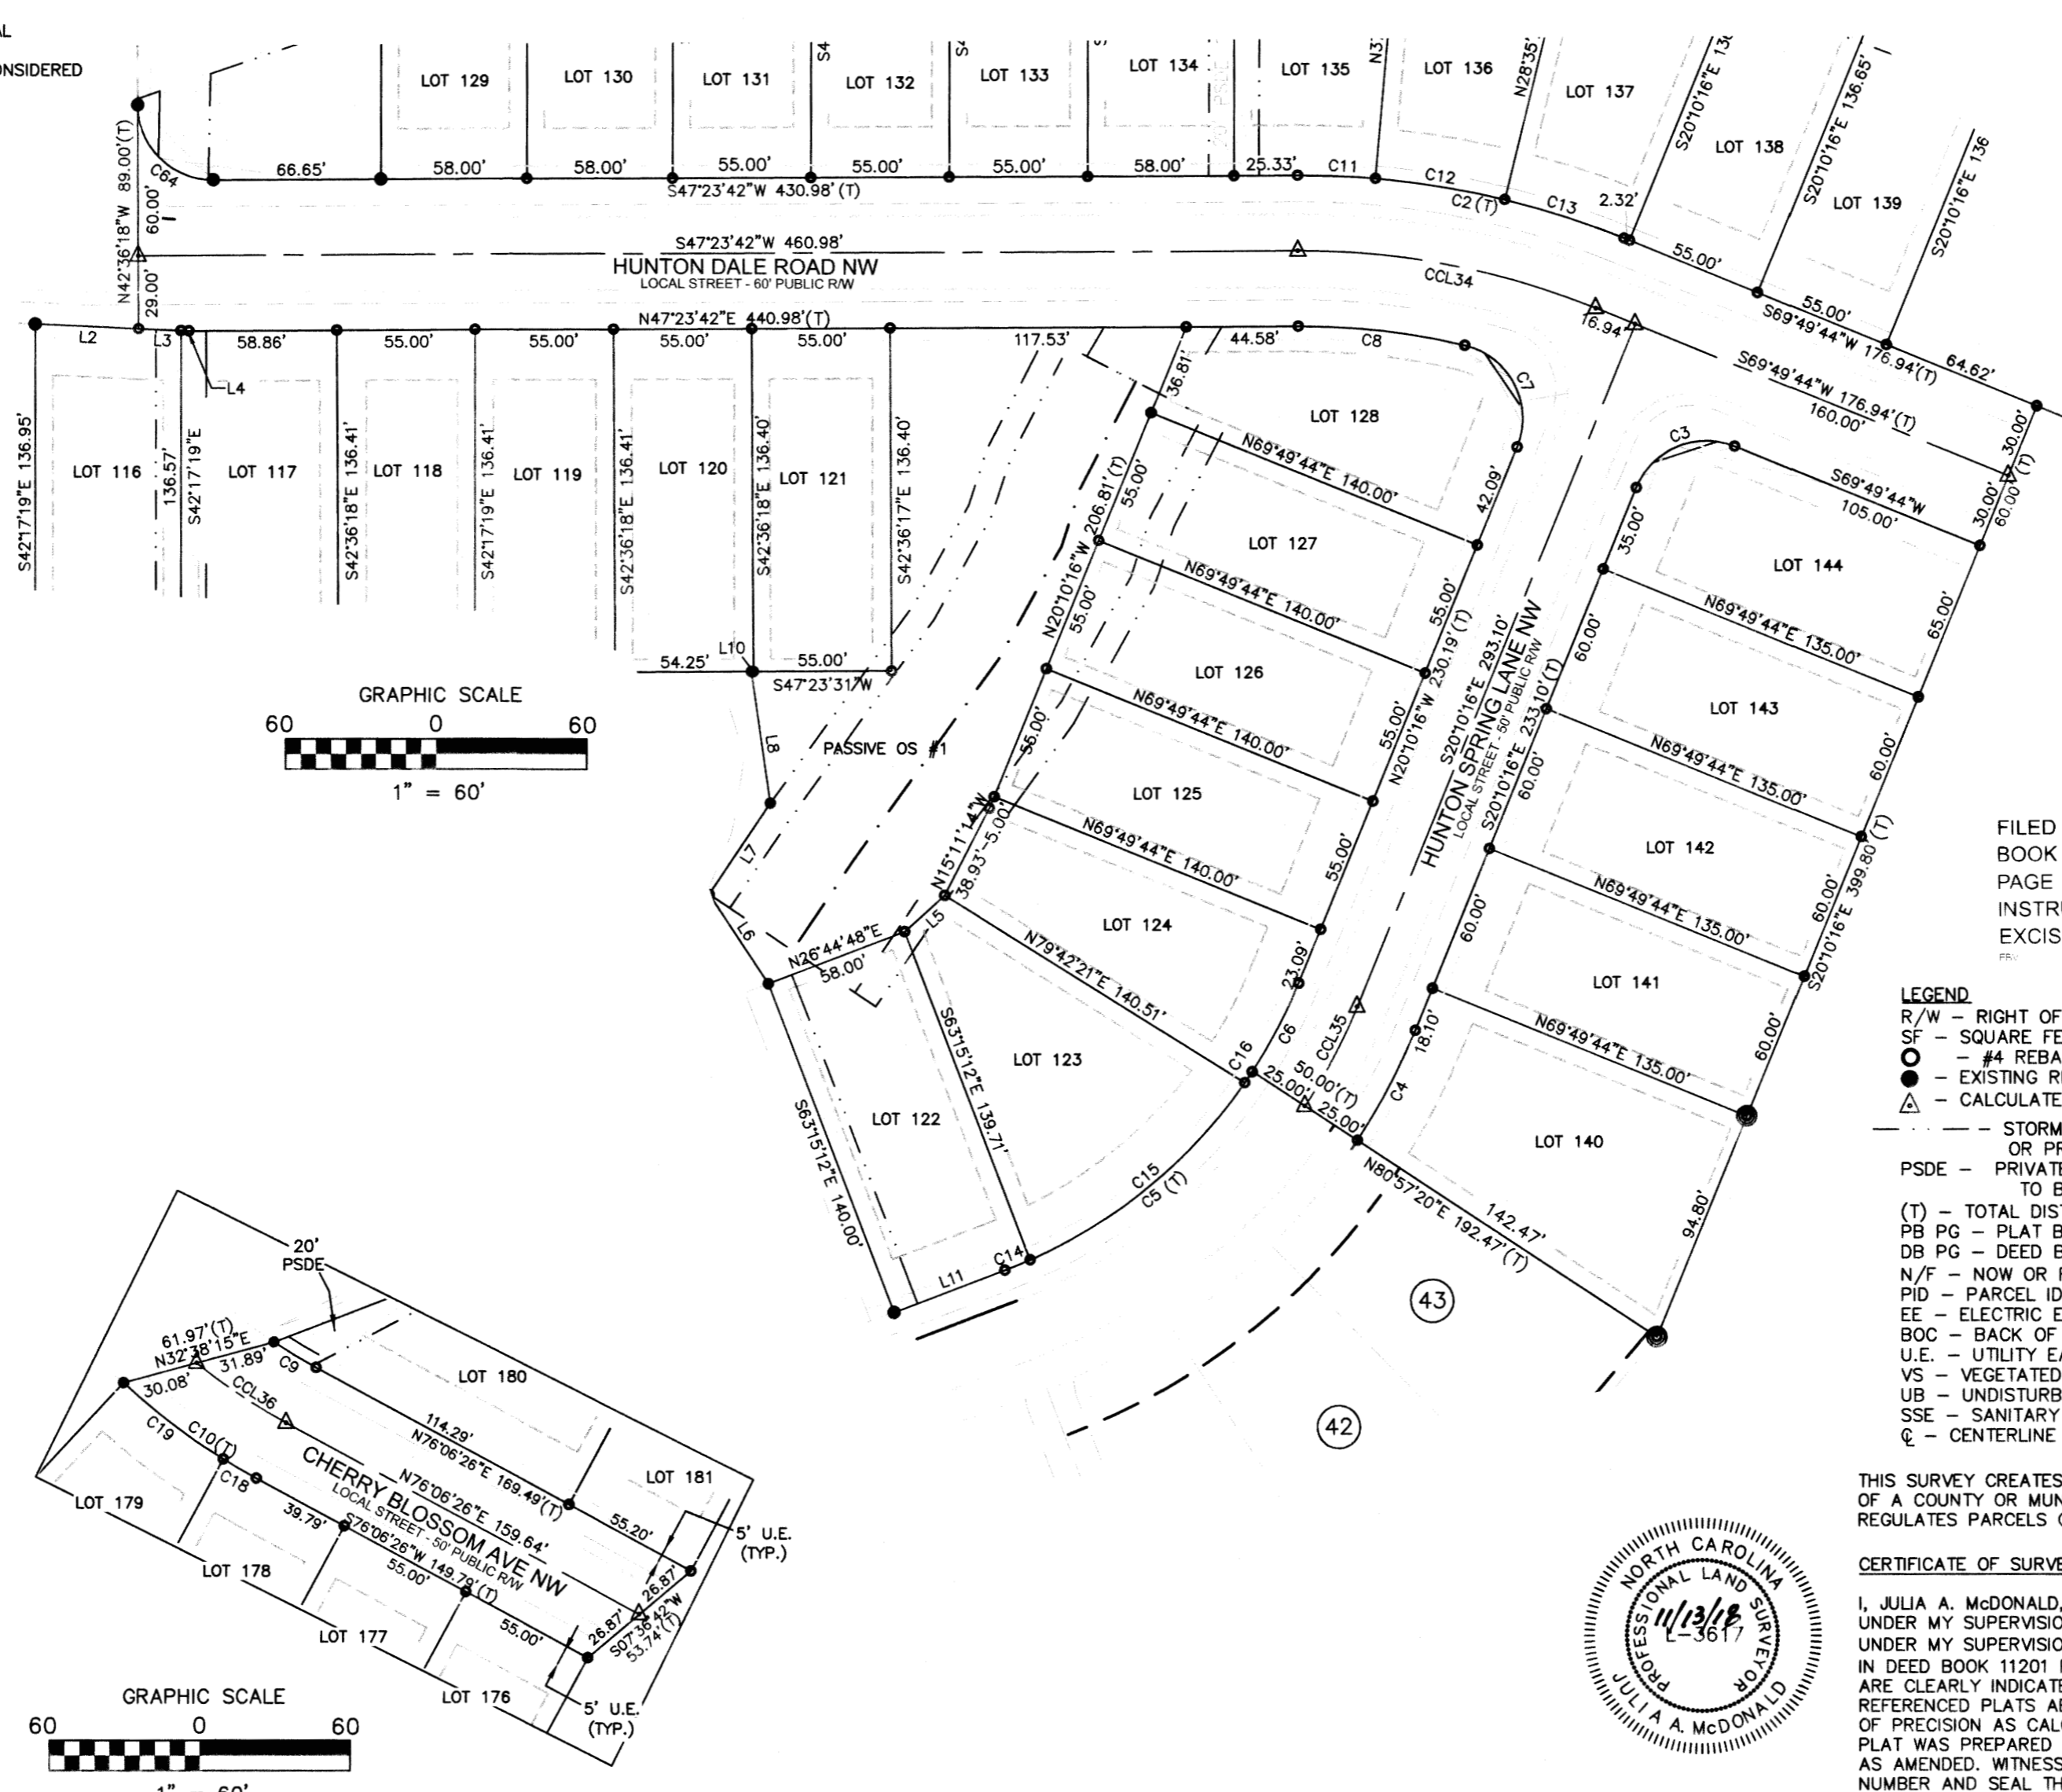 AL
ONSIDERED
LOT 129
LOT 130
LOT 131
LOT 132
LOT 133
LOT 134
LOT 135
LOT 136
LOT 137
LOT 138
LOT 139
N28°35'
S20°10'16"E 136.65'
S20°10'16"E 136
N42°36'18"W 89.00'(T)
60.00'
29.00'
C64
66.65'
58.00'
58.00'
55.00'
55.00'
55.00'
58.00'
25.33'
C11
C12
C2 (T)
C13
2.32'
55.00'
55.00'
64.62'
S47°23'42"W 430.98'(T)
S47°23'42"W 460.98'
HUNTON DALE ROAD NW
LOCAL STREET - 60' PUBLIC R/W
CCL34
16.94'
S69°49'44"W 176.94'(T)
S69°49'44"W 176.94'(T)
160.00'
30.00'
30.00'
60.00'(T)
N47°23'42"E 440.98'(T)
L2
L3
L4
58.86'
55.00'
55.00'
55.00'
55.00'
117.53'
44.58'
C8
C7
C3
S42°17'19"E 136.95'
LOT 116
136.57'
S42°17'19"E
LOT 117
S42°36'18"E 136.41'
LOT 118
S42°17'19"E 136.41'
LOT 119
S42°36'18"E 136.41'
LOT 120
S42°36'18"E 136.40'
LOT 121
S42°36'17"E 136.40'
L10
54.25'
55.00'
S47°23'31"W
GRAPHIC SCALE
60 0 60
1" = 60'
L8
L7
L6
L5
PASSIVE OS #1
36.81'
LOT 128
N69°49'44"E 140.00'
42.09'
N20°10'16"W 206.81'(T)
55.00'
LOT 127
N69°49'44"E 140.00'
55.00'
55.00'
LOT 126
N69°49'44"E 140.00'
55.00'
55.00'
LOT 125
N69°49'44"E 140.00'
55.00'
N20°10'16"W 230.19'(T)
N15°11'14"W
38.93'
5.00'
LOT 124
23.09'
N79°42'21"E 140.51'
C6
C16
N26°44'48"E
58.00'
S63°15'12"E 139.71'
LOT 123
LOT 122
S63°15'12"E 140.00'
C15
C5 (T)
C14
L11
S20°10'16"E 293.10'
HUNTON SPRING LANE NW
LOCAL STREET - 50' PUBLIC R/W
S20°10'16"E 233.10'(T)
CCL35
50.00'(T)
25.00'
25.00'
S69°49'44"W
105.00'
35.00'
LOT 144
65.00'
N69°49'44"E 135.00'
60.00'
LOT 143
60.00'
N69°49'44"E 135.00'
60.00'
LOT 142
60.00'
N69°49'44"E 135.00'
60.00'
LOT 141
60.00'
N69°49'44"E 135.00'
S20°10'16"E 399.80'(T)
18.10'
C4
LOT 140
94.80'
N80°57'20"E 192.47'(T)
142.47'
43
42
FILED
BOOK
PAGE
INSTRU
EXCIS
LEGEND
R/W – RIGHT OF
SF – SQUARE FE
– #4 REBA
– EXISTING R
– CALCULATE
STORM
OR PR
PSDE – PRIVATE
TO B
(T) – TOTAL DIST
PB PG – PLAT B
DB PG – DEED B
N/F – NOW OR F
PID – PARCEL ID
EE – ELECTRIC E
BOC – BACK OF
U.E. – UTILITY EA
VS – VEGETATED
UB – UNDISTURB
SSE – SANITARY
℄ – CENTERLINE
THIS SURVEY CREATES
OF A COUNTY OR MUN
REGULATES PARCELS O
CERTIFICATE OF SURVE
I, JULIA A. McDONALD,
UNDER MY SUPERVISIO
UNDER MY SUPERVISIO
IN DEED BOOK 11201
ARE CLEARLY INDICATE
REFERENCED PLATS A
OF PRECISION AS CALC
PLAT WAS PREPARED
AS AMENDED. WITNESS
NUMBER AND SEAL TH
NORTH CAROLINA
PROFESSIONAL LAND SURVEYOR
11/13/18
L-3617
JULIA A. McDONALD
20'
PSDE
61.97'(T)
N32°38'15"E
31.89'
30.08'
C9
CCL36
C19
C10(T)
C18
LOT 180
114.29'
N76°06'26"E 169.49'(T)
55.20'
LOT 181
N76°06'26"E 159.64'
CHERRY BLOSSOM AVE NW
LOCAL STREET - 50' PUBLIC R/W
39.79'
S76°06'26"W 149.79'(T)
55.00'
55.00'
26.87'
26.87'
S07°36'42"W
53.74'(T)
5' U.E.
(TYP.)
5' U.E.
(TYP.)
LOT 179
LOT 178
LOT 177
LOT 176
GRAPHIC SCALE
60 0 60
1" = 60'